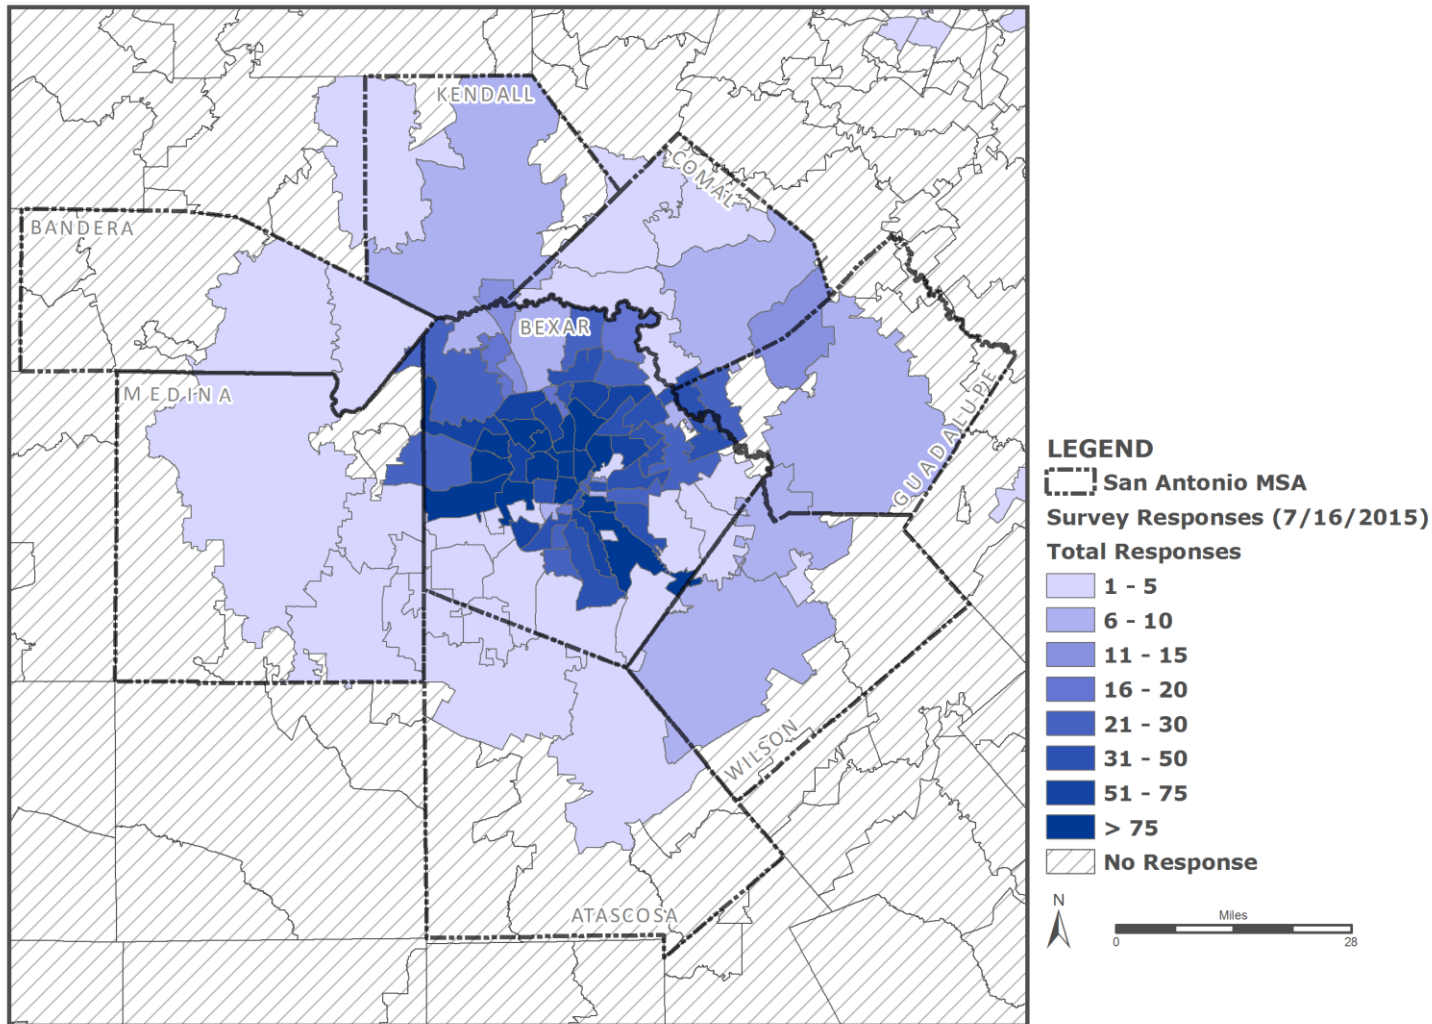 KENDALL
COMAL
BANDERA
BEXAR
MEDINA
GUADALUPE
WILSON
ATASCOSA
LEGEND
San Antonio MSA
Survey Responses (7/16/2015)
Total Responses
1 - 5
6 - 10
11 - 15
16 - 20
21 - 30
31 - 50
51 - 75
> 75
No Response
N
Miles
0 28